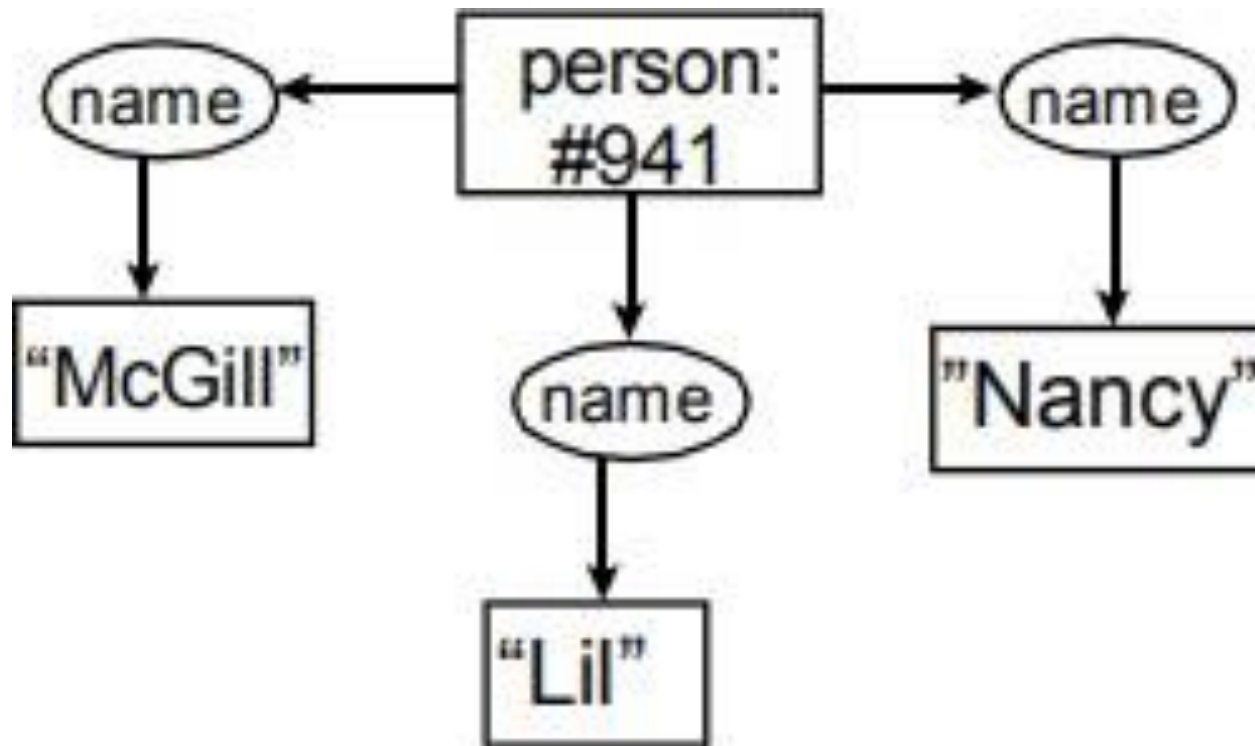 person:
#941
name
name
“McGill”
name
”Nancy”
“Lil”